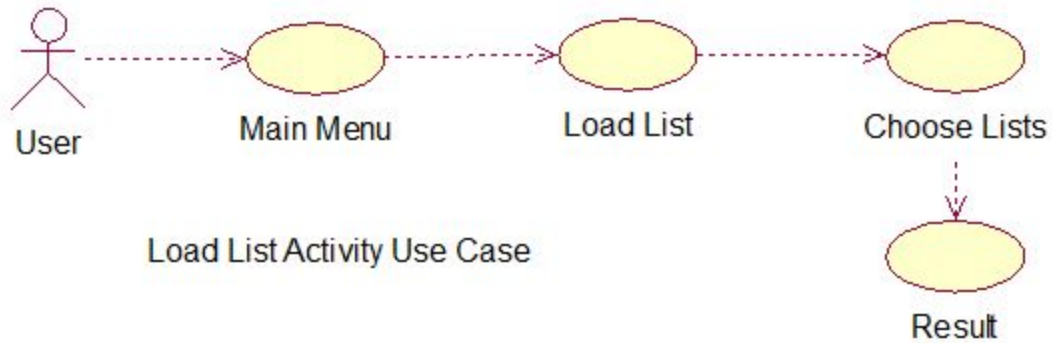 User
Main Menu
Load List
Choose Lists
Load List Activity Use Case
Result